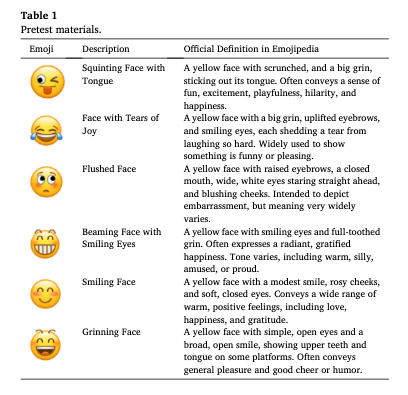 Table 1
Pretest materials.
Emoji Description Official Definition in Emojipedia
Squinting Face with
Tongue
A yellow face with scrunched, and a big grin,
sticking out its tongue. Often conveys a sense of
fun, excitement, playfulness, hilarity, and
happiness.
Face with Tears of
Joy
A yellow face with a big grin, uplifted eyebrows,
and smiling eyes, each shedding a tear from
laughing so hard. Widely used to show
something is funny or pleasing.
Flushed Face
A yellow face with raised eyebrows, a closed
mouth, wide, white eyes staring straight ahead,
and blushing cheeks. Intended to depict
embarrassment, but meaning very widely
varies.
Beaming Face with
Smiling Eyes
A yellow face with smiling eyes and full-toothed
grin. Often expresses a radiant, gratified
happiness. Tone varies, including warm, silly,
amused, or proud.
Smiling Face
A yellow face with a modest smile, rosy cheeks,
and soft, closed eyes. Conveys a wide range of
warm, positive feelings, including love,
happiness, and gratitude.
Grinning Face
A yellow face with simple, open eyes and a
broad, open smile, showing upper teeth and
tongue on some platforms. Often conveys
general pleasure and good cheer or humor.